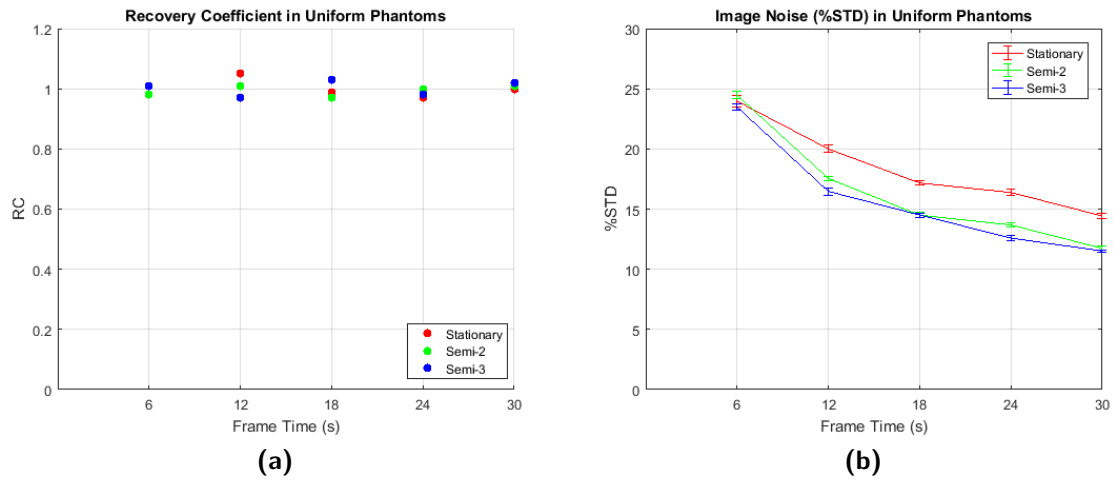 Recovery Coefficient in Uniform Phantoms
1.2
1
0.8
0.6
0.4
0.2
0
RC
6
12
18
24
30
Frame Time (s)
Stationary
Semi-2
Semi-3
(a)
Image Noise (%STD) in Uniform Phantoms
30
25
20
15
10
5
0
%STD
6
12
18
24
30
Frame Time (s)
Stationary
Semi-2
Semi-3
(b)